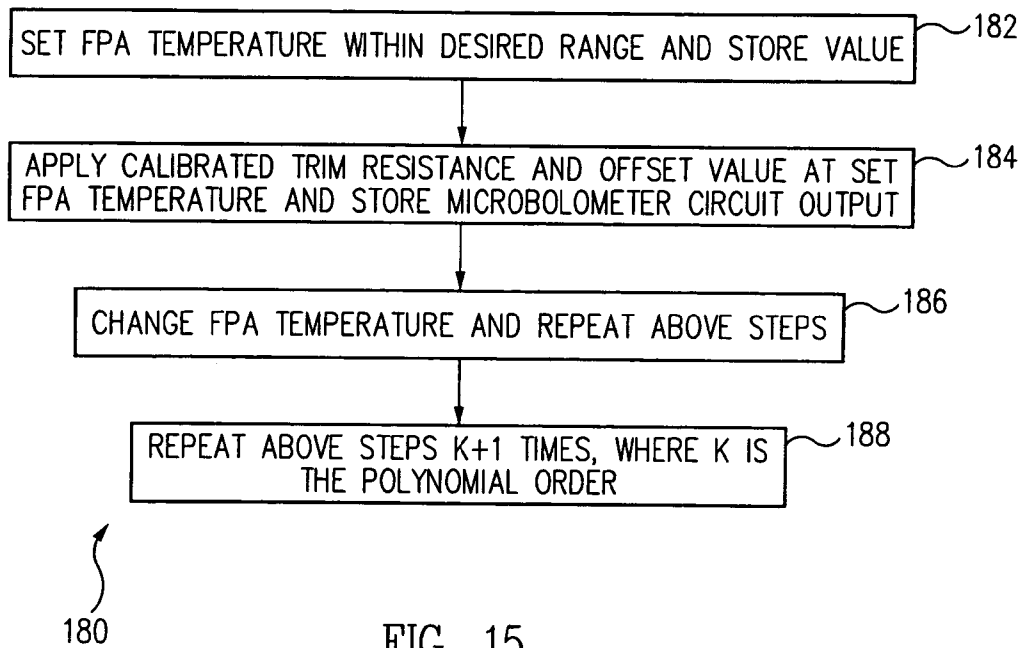 SET FPA TEMPERATURE WITHIN DESIRED RANGE AND STORE VALUE
182
APPLY CALIBRATED TRIM RESISTANCE AND OFFSET VALUE AT SET
FPA TEMPERATURE AND STORE MICROBOLOMETER CIRCUIT OUTPUT
184
CHANGE FPA TEMPERATURE AND REPEAT ABOVE STEPS
186
REPEAT ABOVE STEPS K+1 TIMES, WHERE K IS
THE POLYNOMIAL ORDER
188
180
FIG. 15